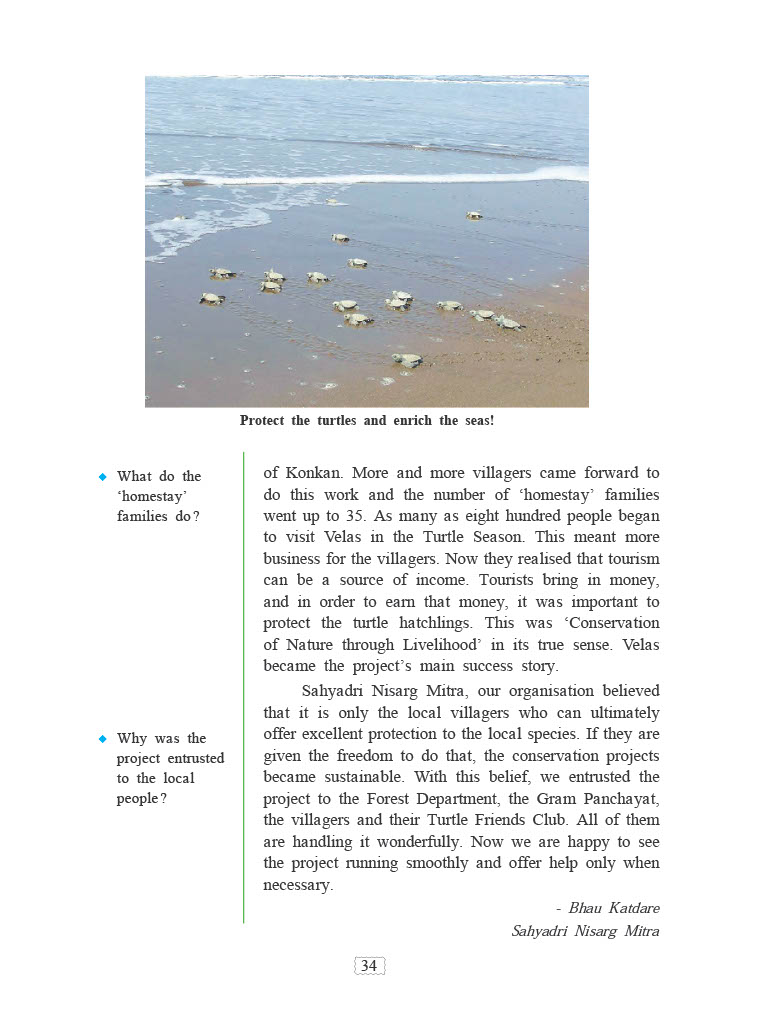 Protect the turtles and enrich the seas!
◆ What do the
‘homestay’
families do?
of Konkan. More and more villagers came forward to
do this work and the number of ‘homestay’ families
went up to 35. As many as eight hundred people began
to visit Velas in the Turtle Season. This meant more
business for the villagers. Now they realised that tourism
can be a source of income. Tourists bring in money,
and in order to earn that money, it was important to
protect the turtle hatchlings. This was ‘Conservation
of Nature through Livelihood’ in its true sense. Velas
became the project’s main success story.
◆ Why was the
project entrusted
to the local
people?
Sahyadri Nisarg Mitra, our organisation believed
that it is only the local villagers who can ultimately
offer excellent protection to the local species. If they are
given the freedom to do that, the conservation projects
became sustainable. With this belief, we entrusted the
project to the Forest Department, the Gram Panchayat,
the villagers and their Turtle Friends Club. All of them
are handling it wonderfully. Now we are happy to see
the project running smoothly and offer help only when
necessary.
- Bhau Katdare
Sahyadri Nisarg Mitra
34